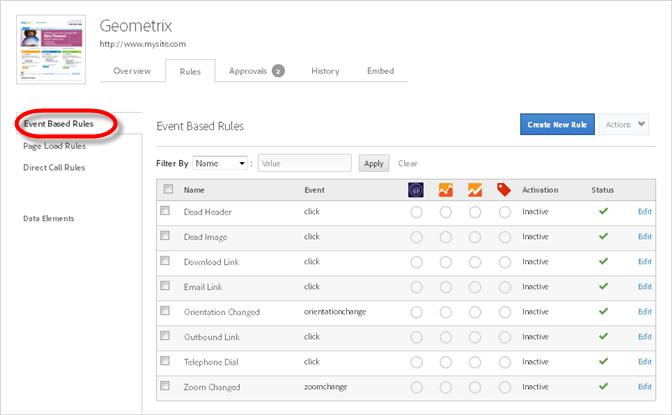 Geometrix
http://www.mysite.com
Overview Rules Approvals 2 History Embed
Event Based Rules
Page Load Rules
Direct Call Rules
Data Elements
Event Based Rules Create New Rule Actions
Filter By Name : Value Apply Clear
Name Event Activation Status
Dead Header click Inactive Edit
Dead Image click Inactive Edit
Download Link click Inactive Edit
Email Link click Inactive Edit
Orientation Changed orientationchange Inactive Edit
Outbound Link click Inactive Edit
Telephone Dial click Inactive Edit
Zoom Changed zoomchange Inactive Edit